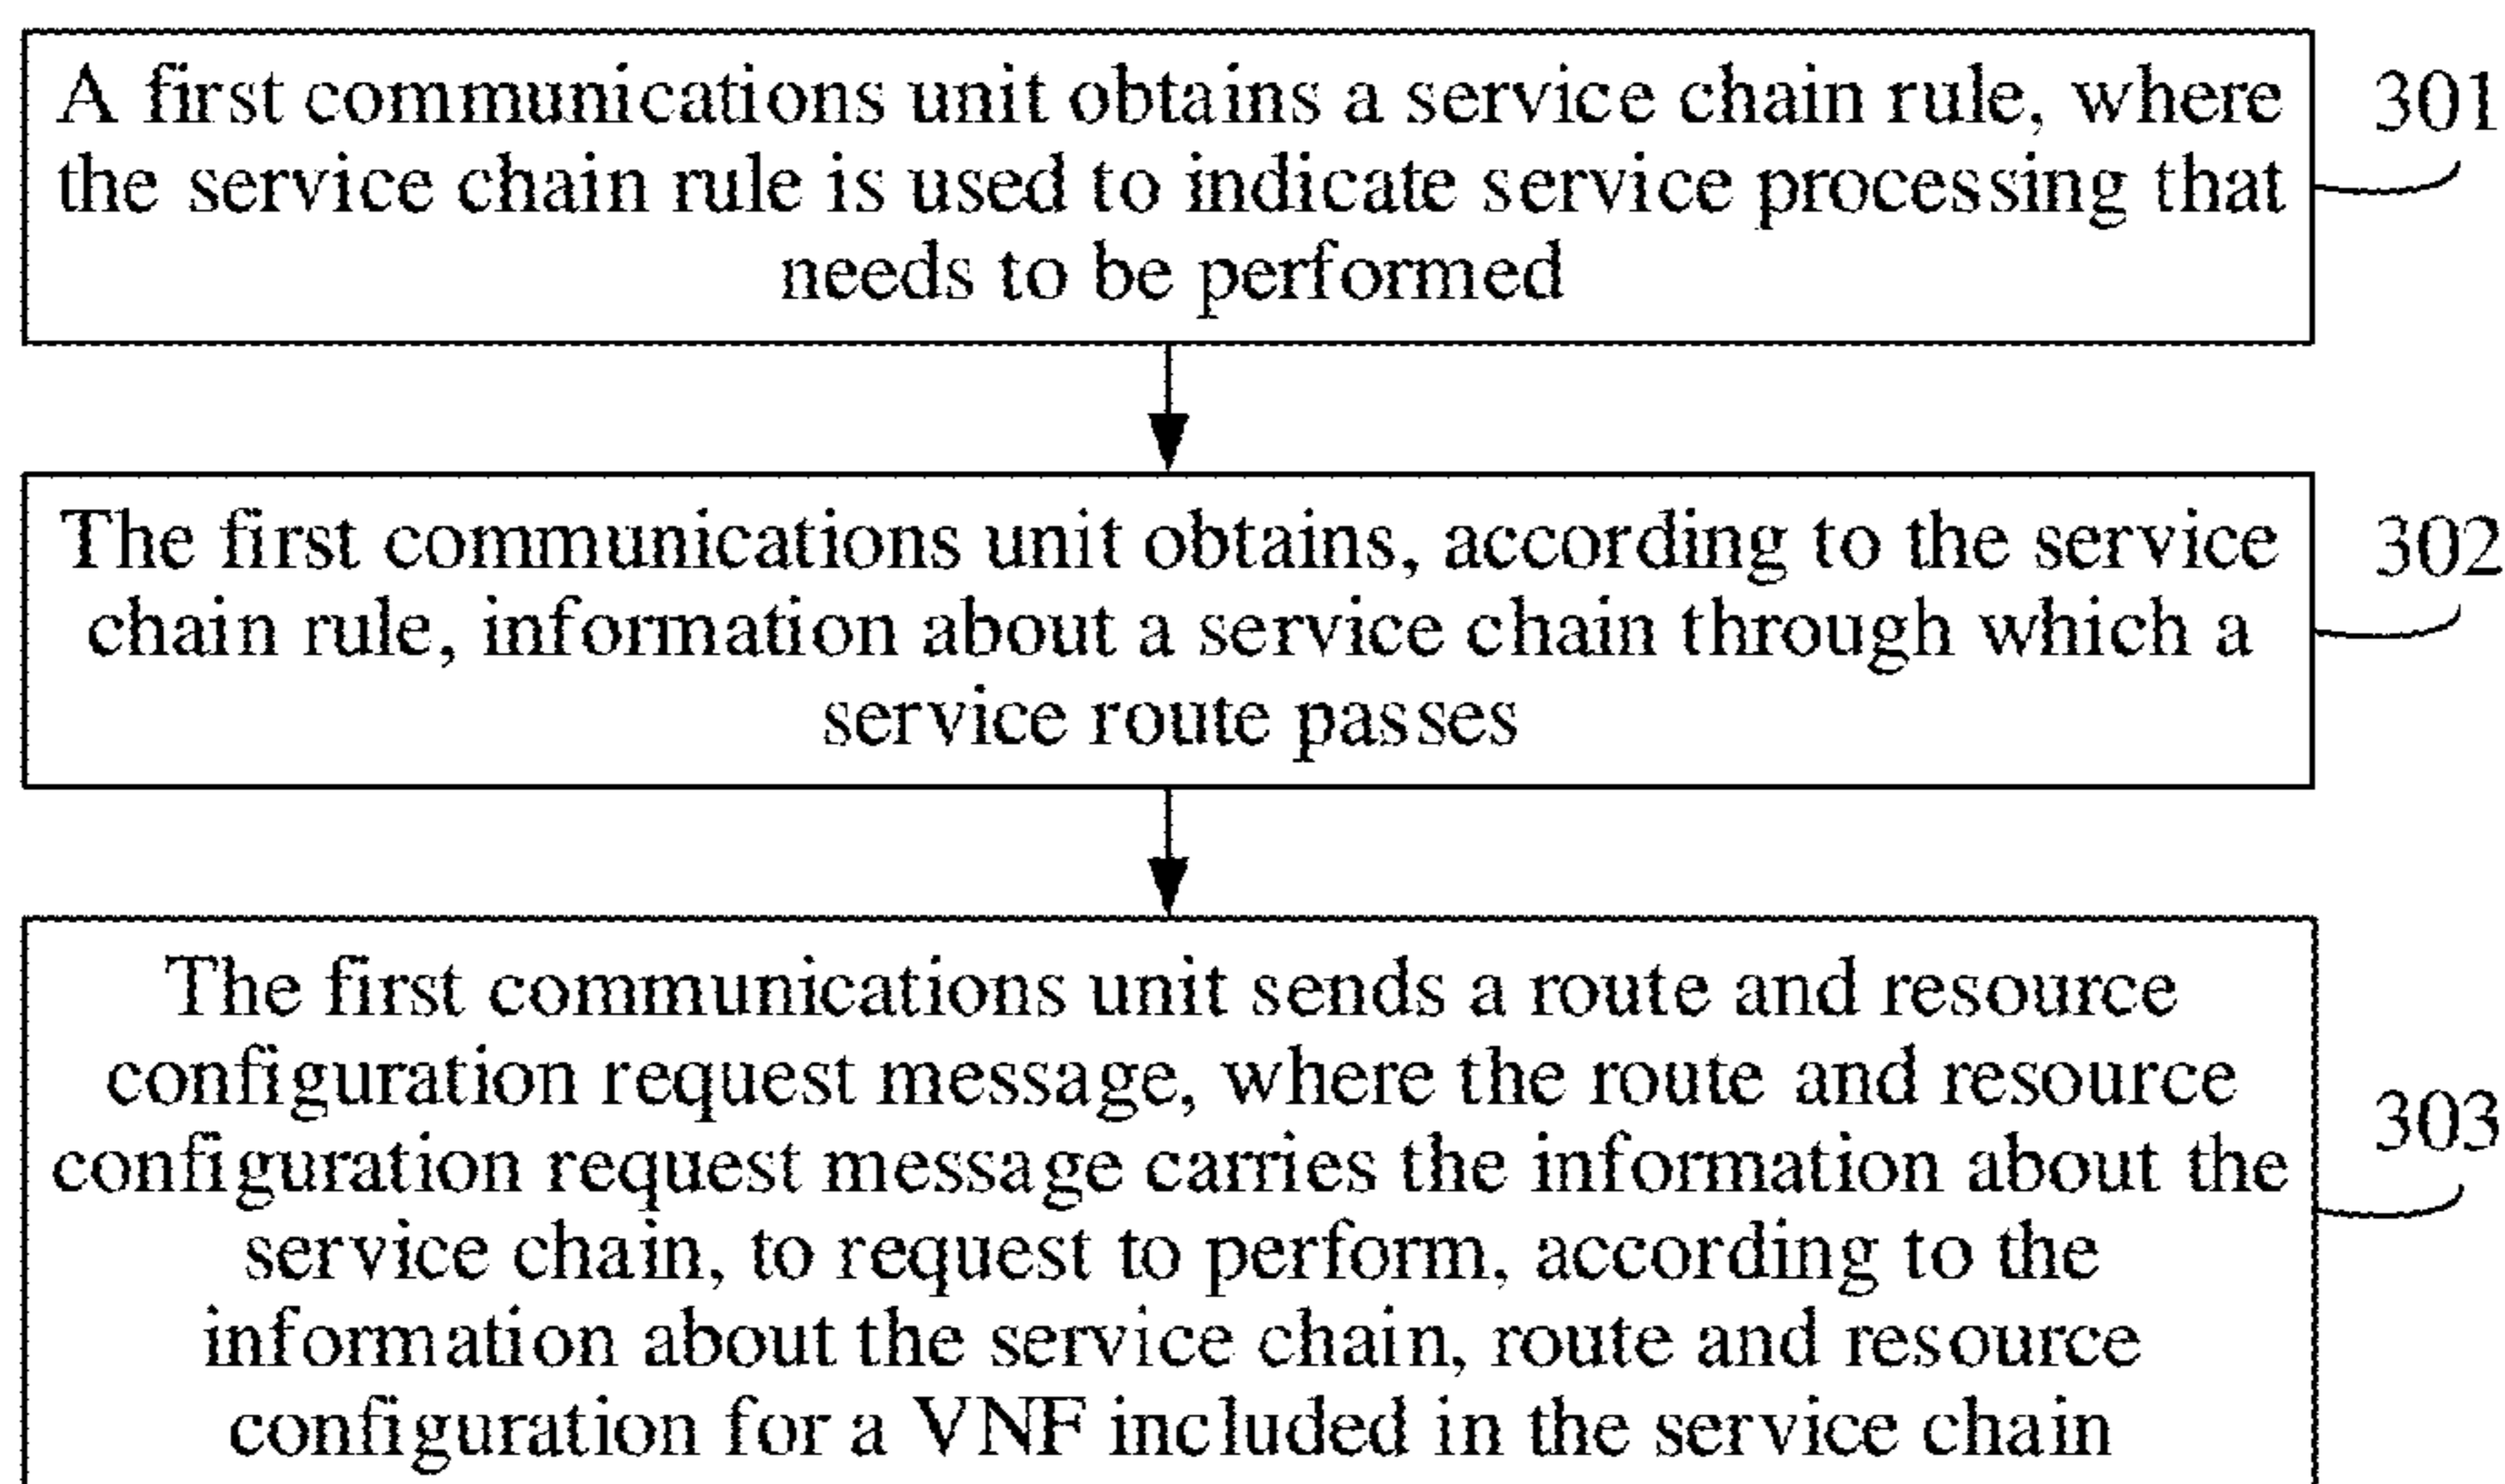 A first communications unit obtains a service chain rule, where
the service chain rule is used to indicate service processing that
needs to be performed
301
The first communications unit obtains, according to the service
chain rule, information about a service chain through which a
service route passes
302
The first communications unit sends a route and resource
configuration request message, where the route and resource
configuration request message carries the information about the
service chain, to request to perform, according to the
information about the service chain, route and resource
configuration for a VNF included in the service chain
303